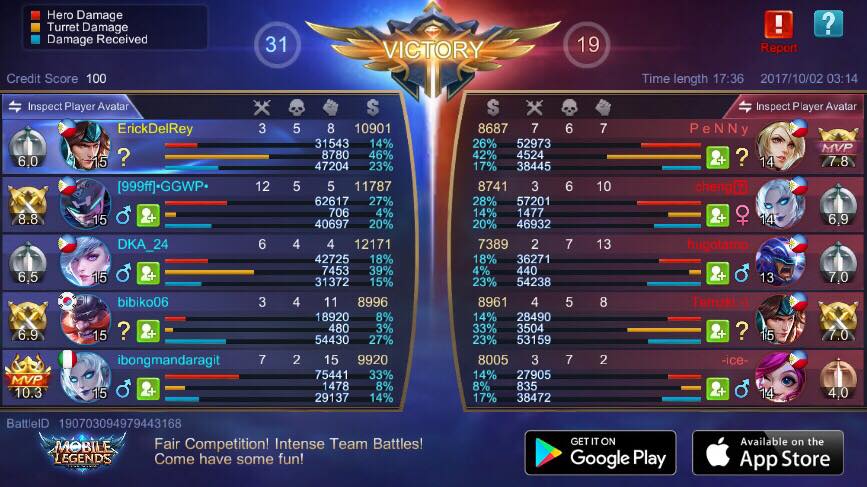 Hero Damage
Turret Damage
Damage Received
31
VICTORY
19
Report
?
Credit Score 100
Time length 17:36 2017/10/02 03:14
Inspect Player Avatar
$
$
Inspect Player Avatar
ErickDelRey 3 5 8 10901
31543 14%
8780 46%
47204 23%
6,0
15
?
8687 7 6 7 PeNNy
26% 52973
42% 4524
17% 38445
?
14
MVP
7.8
[999ff]•GGWP• 12 5 5 11787
62617 27%
706 4%
40697 20%
8.8
15
8741 3 6 10 cheng
28% 57201
14% 1477
20% 46932
14
6,9
DKA_24 6 4 4 12171
42725 18%
7453 39%
31372 15%
6,5
15
7389 2 7 13 hugotamp
18% 36271
4% 440
23% 54238
13
7,0
bibiko06 3 4 11 8996
18920 8%
480 3%
54430 27%
6.9
15
?
8961 4 5 8
14% 28490
33% 3504
23% 53159
?
15
7.0
ibongmandaragit 7 2 15 9920
75441 33%
1478 8%
29137 14%
MVP
10.3
15
8005 3 7 2 -ice-
14% 27905
8% 835
17% 38472
14
4,0
BattleID 190703094979443168
MOBILE
LEGENDS
Fair Competition! Intense Team Battles!
Come have some fun!
GET IT ON
Google Play
Available on the
App Store